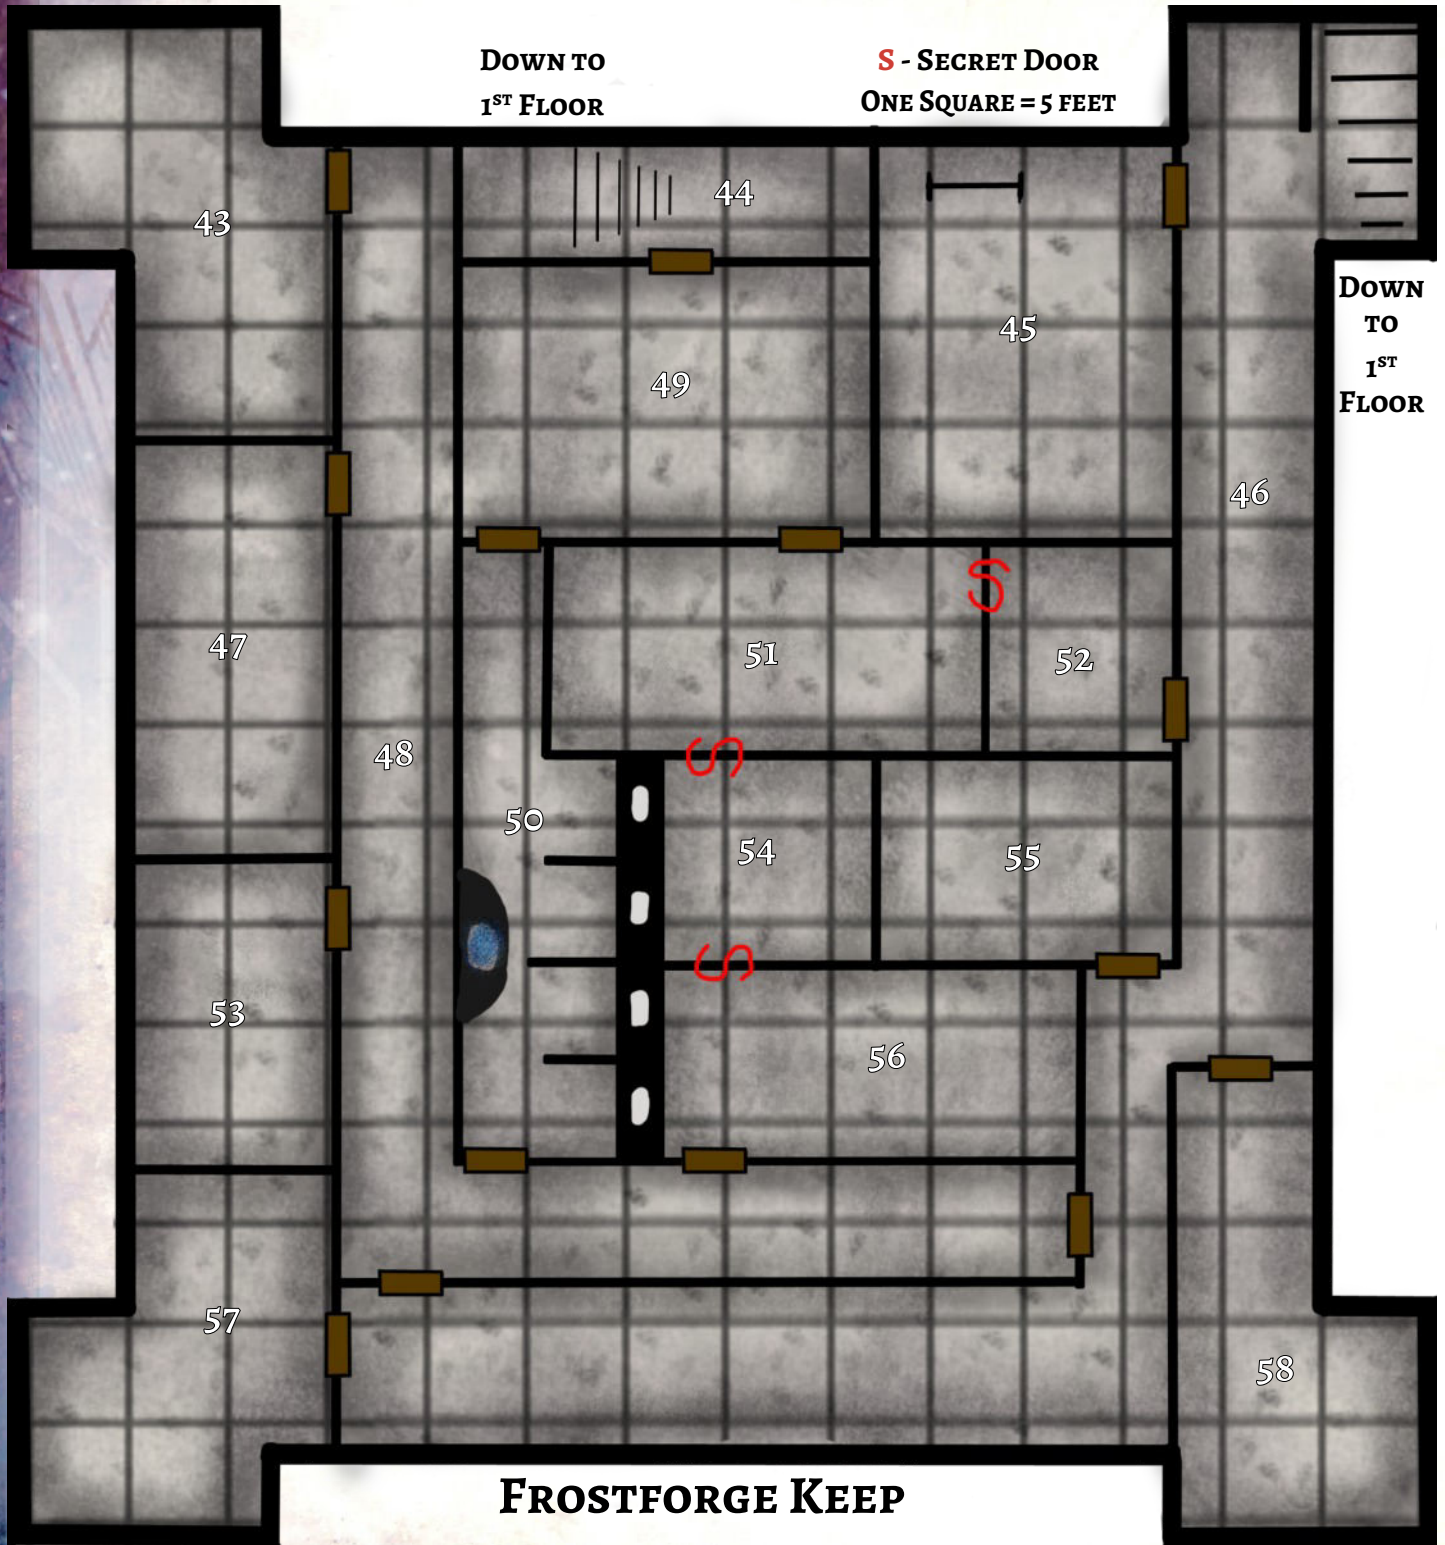 Down to
1st Floor
S - Secret Door
One Square = 5 feet
43
44
45
Down
to
1st
Floor
49
46
S
47
51
52
48
S
50
54
55
S
53
56
57
58
Frostforge Keep